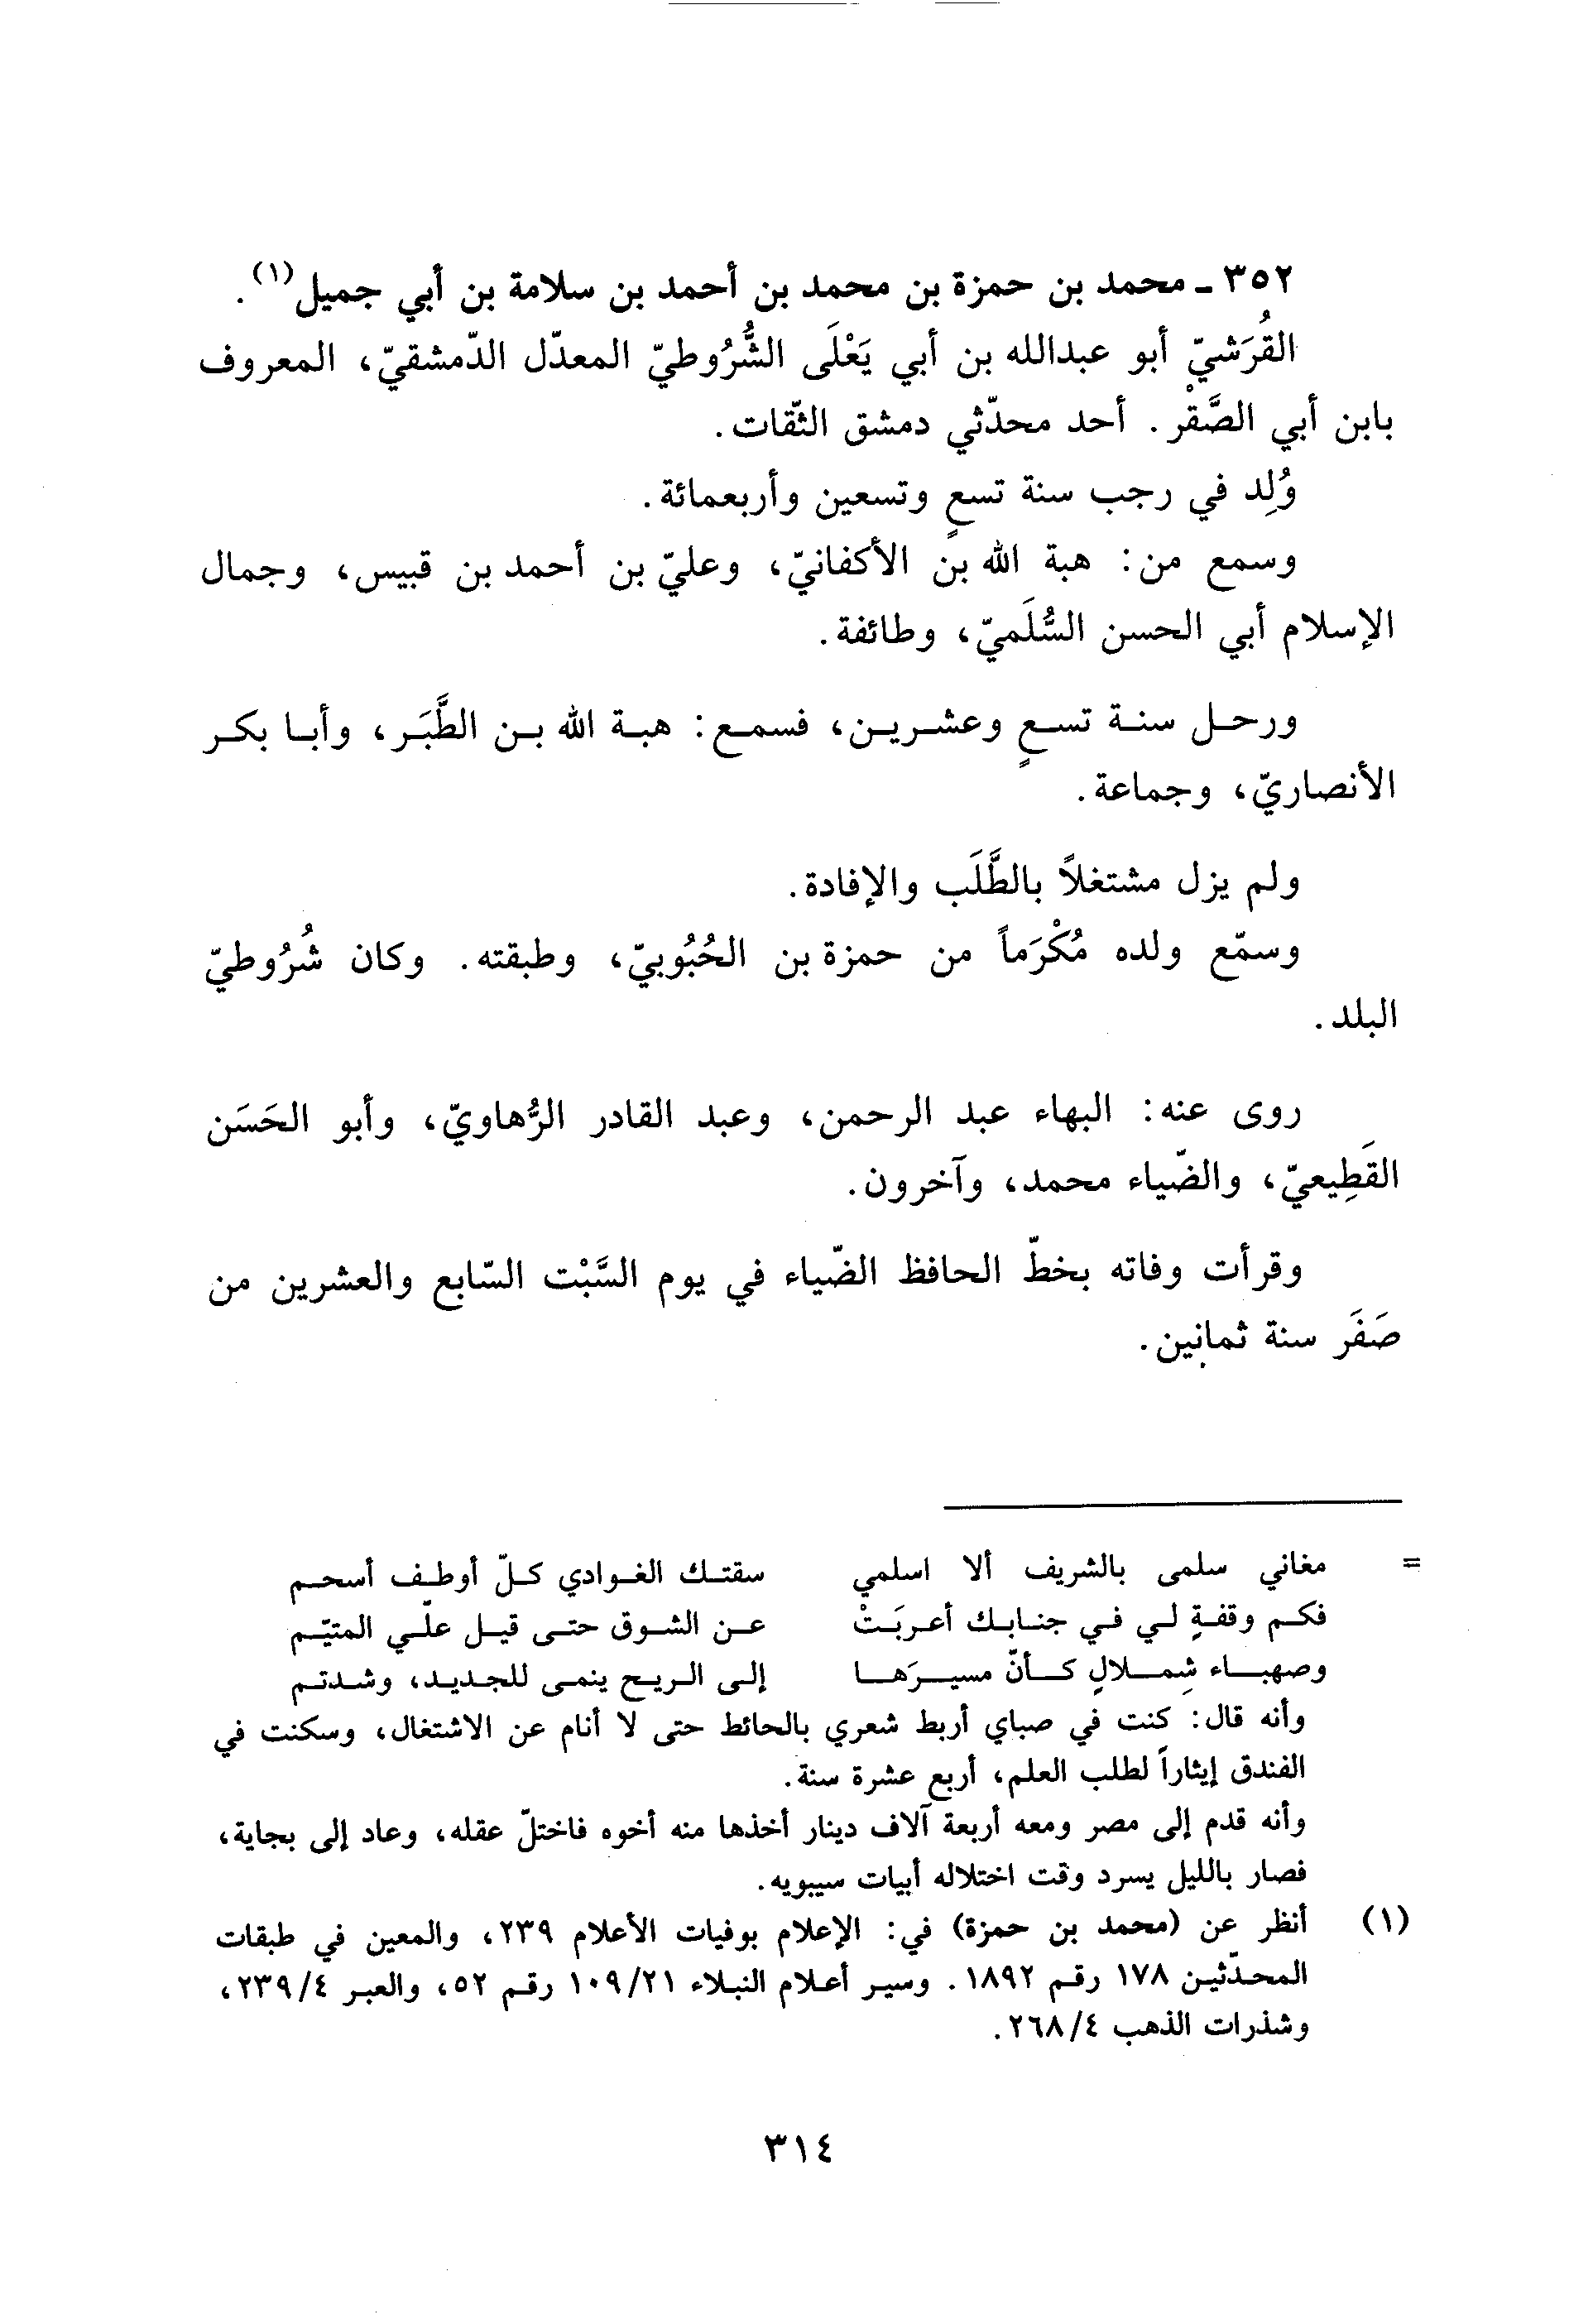 ٣٥٢ ـ محمد بن حمزة بن محمد بن أحمد بن سلامة بن أبي جميل(١).
القُرَشيّ أبو عبدالله بن أبي يَعْلَى الشُّرُوطيّ المعدّل الدّمشقيّ، المعروف
بابن أبي الصَّقْر. أحد محدّثي دمشق الثّقات.
وُلِد في رجب سنة تسعٍ وتسعين وأربعمائة.
وسمع من: هبة الله بن الأكفانيّ، وعليّ بن أحمد بن قبيس، وجمال
الإسلام أبي الحسن السُّلَميّ، وطائفة.
ورحل سنة تسعٍ وعشرين، فسمع: هبة الله بن الطَّبَر، وأبا بكر
الأنصاريّ، وجماعة.
ولم يزل مشتغلاً بالطَّلَب والإفادة.
وسمّع ولده مُكْرَماً من حمزة بن الحُبُوبيّ، وطبقته. وكان شُرُوطيّ
البلد.
روى عنه: البهاء عبد الرحمن، وعبد القادر الرُّهاويّ، وأبو الحَسَن
القَطِيعيّ، والضّياء محمد، وآخرون.
وقرأت وفاته بخطّ الحافظ الضّياء في يوم السَّبْت السّابع والعشرين من
صَفَر سنة ثمانين.
= مغاني سلمى بالشريف ألا اسلمي سقتك الغوادي كلّ أوطف أسحم
فكم وقفةٍ لي في جنابك أعربَتْ عن الشوق حتى قيل علّي المتيّم
وصهباء شِملالٍ كأنّ مسيرَها إلى الريح ينمى للجديد، وشدتم
وأنه قال: كنت في صباي أربط شعري بالحائط حتى لا أنام عن الاشتغال، وسكنت في
الفندق إيثاراً لطلب العلم، أربع عشرة سنة.
وأنه قدم إلى مصر ومعه أربعة آلاف دينار أخذها منه أخوه فاختلّ عقله، وعاد إلى بجاية،
فصار بالليل يسرد وقت اختلاله أبيات سيبويه.
(١) أنظر عن (محمد بن حمزة) في: الإعلام بوفيات الأعلام ٢٣٩، والمعين في طبقات
المحدّثين ١٧٨ رقم ١٨٩٢. وسير أعلام النبلاء ١٠٩/٢١ رقم ٥٢، والعبر ٢٣٩/٤،
وشذرات الذهب ٢٦٨/٤.
٣١٤